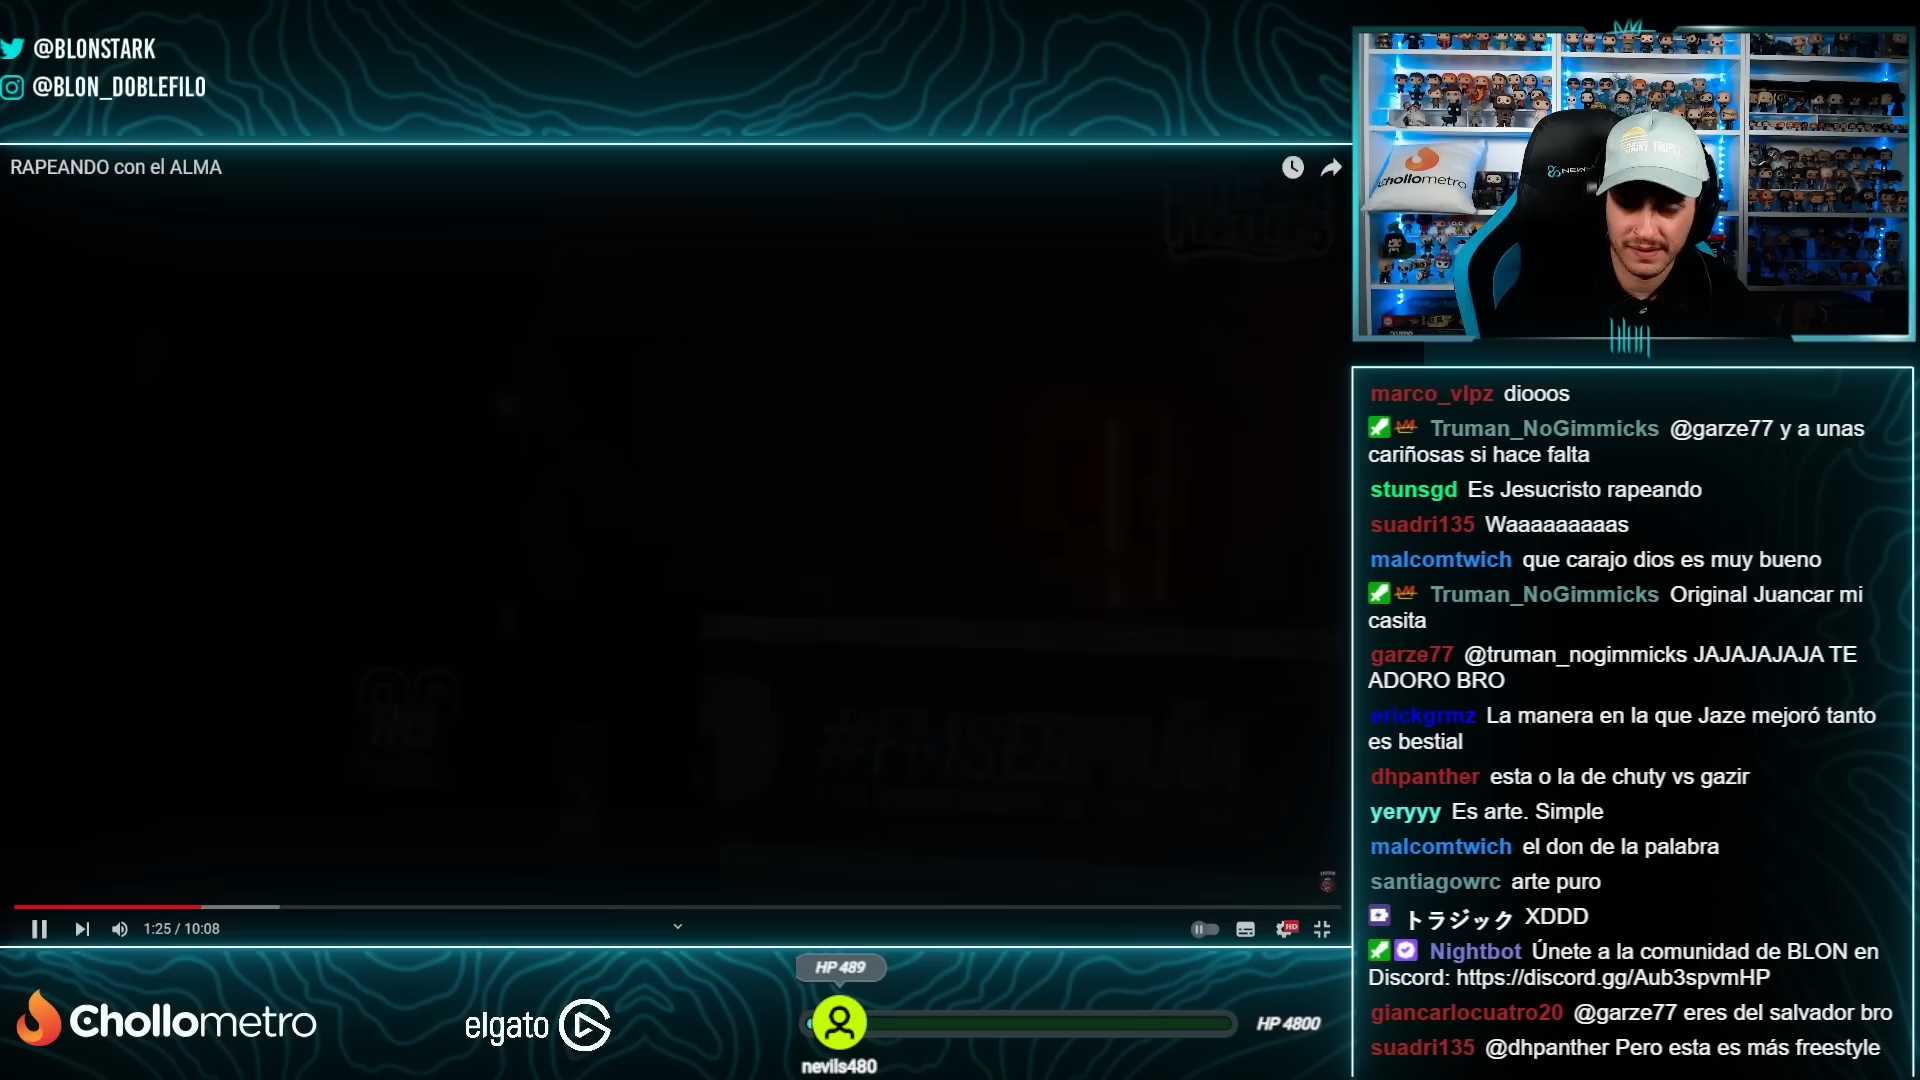 @BLONSTARK
@BLON_DOBLEFILO
RAPEANDO con el ALMA
#FMSESPAÑA
1:25 / 10:08
HD
Chollometro
elgato
HP 489
HP 4800
nevils480
SAINT TROPEZ
chollometro
blon
marco_vlpz diooos
Truman_NoGimmicks @garze77 y a unas
cariñosas si hace falta
stunsgd Es Jesucristo rapeando
suadri135 Waaaaaaaaas
malcomtwich que carajo dios es muy bueno
Truman_NoGimmicks Original Juancar mi
casita
garze77 @truman_nogimmicks JAJAJAJAJA TE
ADORO BRO
erickgrmz La manera en la que Jaze mejoró tanto
es bestial
dhpanther esta o la de chuty vs gazir
yeryyy Es arte. Simple
malcomtwich el don de la palabra
santiagowrc arte puro
トラジック XDDD
Nightbot Únete a la comunidad de BLON en
Discord: https://discord.gg/Aub3spvmHP
giancarlocuatro20 @garze77 eres del salvador bro
suadri135 @dhpanther Pero esta es más freestyle